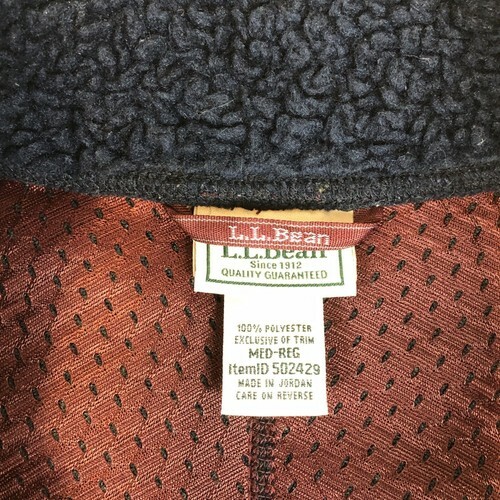 L.L.Bean
L.L.Bean
Since 1912
QUALITY GUARANTEED
100% POLYESTER
EXCLUSIVE OF TRIM
MED-REG
ItemID 502429
MADE IN JORDAN
CARE ON REVERSE